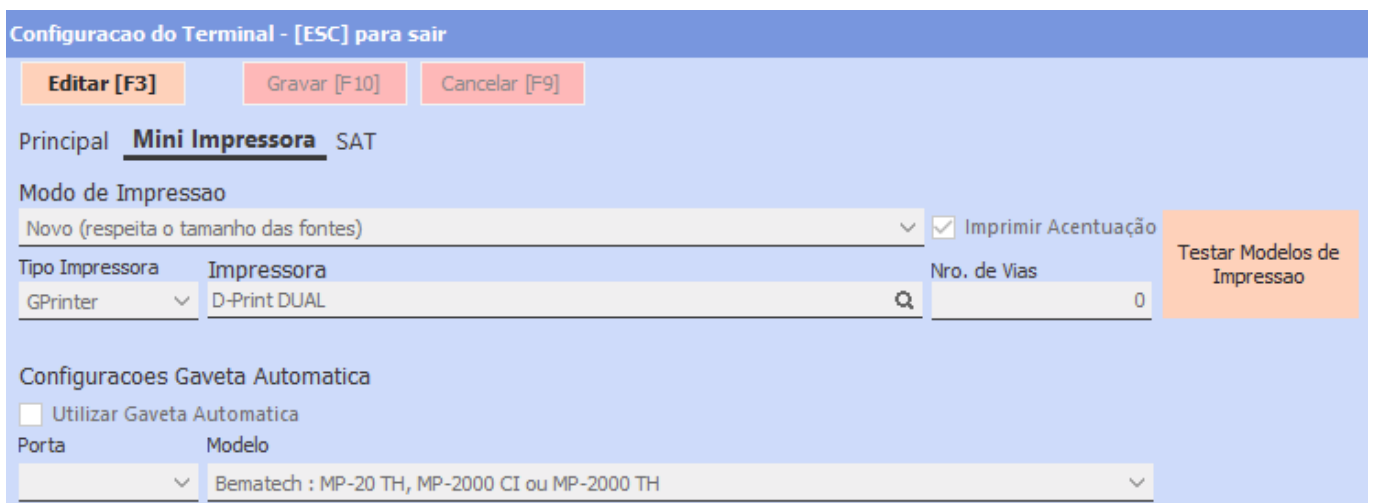 Configuracao do Terminal - [ESC] para sair
Editar [F3] Gravar [F10] Cancelar [F9]
Principal Mini Impressora SAT
Modo de Impressao
Novo (respeita o tamanho das fontes) Imprimir Acentuação
Testar Modelos de
Impressao
Tipo Impressora Impressora Nro. de Vias
GPrinter D-Print DUAL 0
Configuracoes Gaveta Automatica
Utilizar Gaveta Automatica
Porta Modelo
Bematech : MP-20 TH, MP-2000 CI ou MP-2000 TH